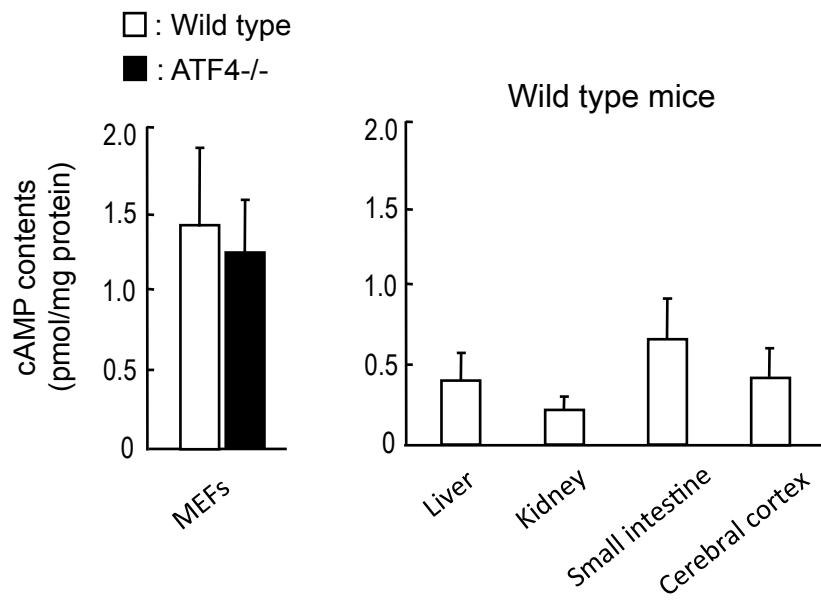 : Wild type
: ATF4-/-
Wild type mice
cAMP contents
(pmol/mg protein)
2.0
1.5
1.0
0.5
0
MEFs
2.0
1.5
1.0
0.5
0
Liver
Kidney
Small intestine
Cerebral cortex